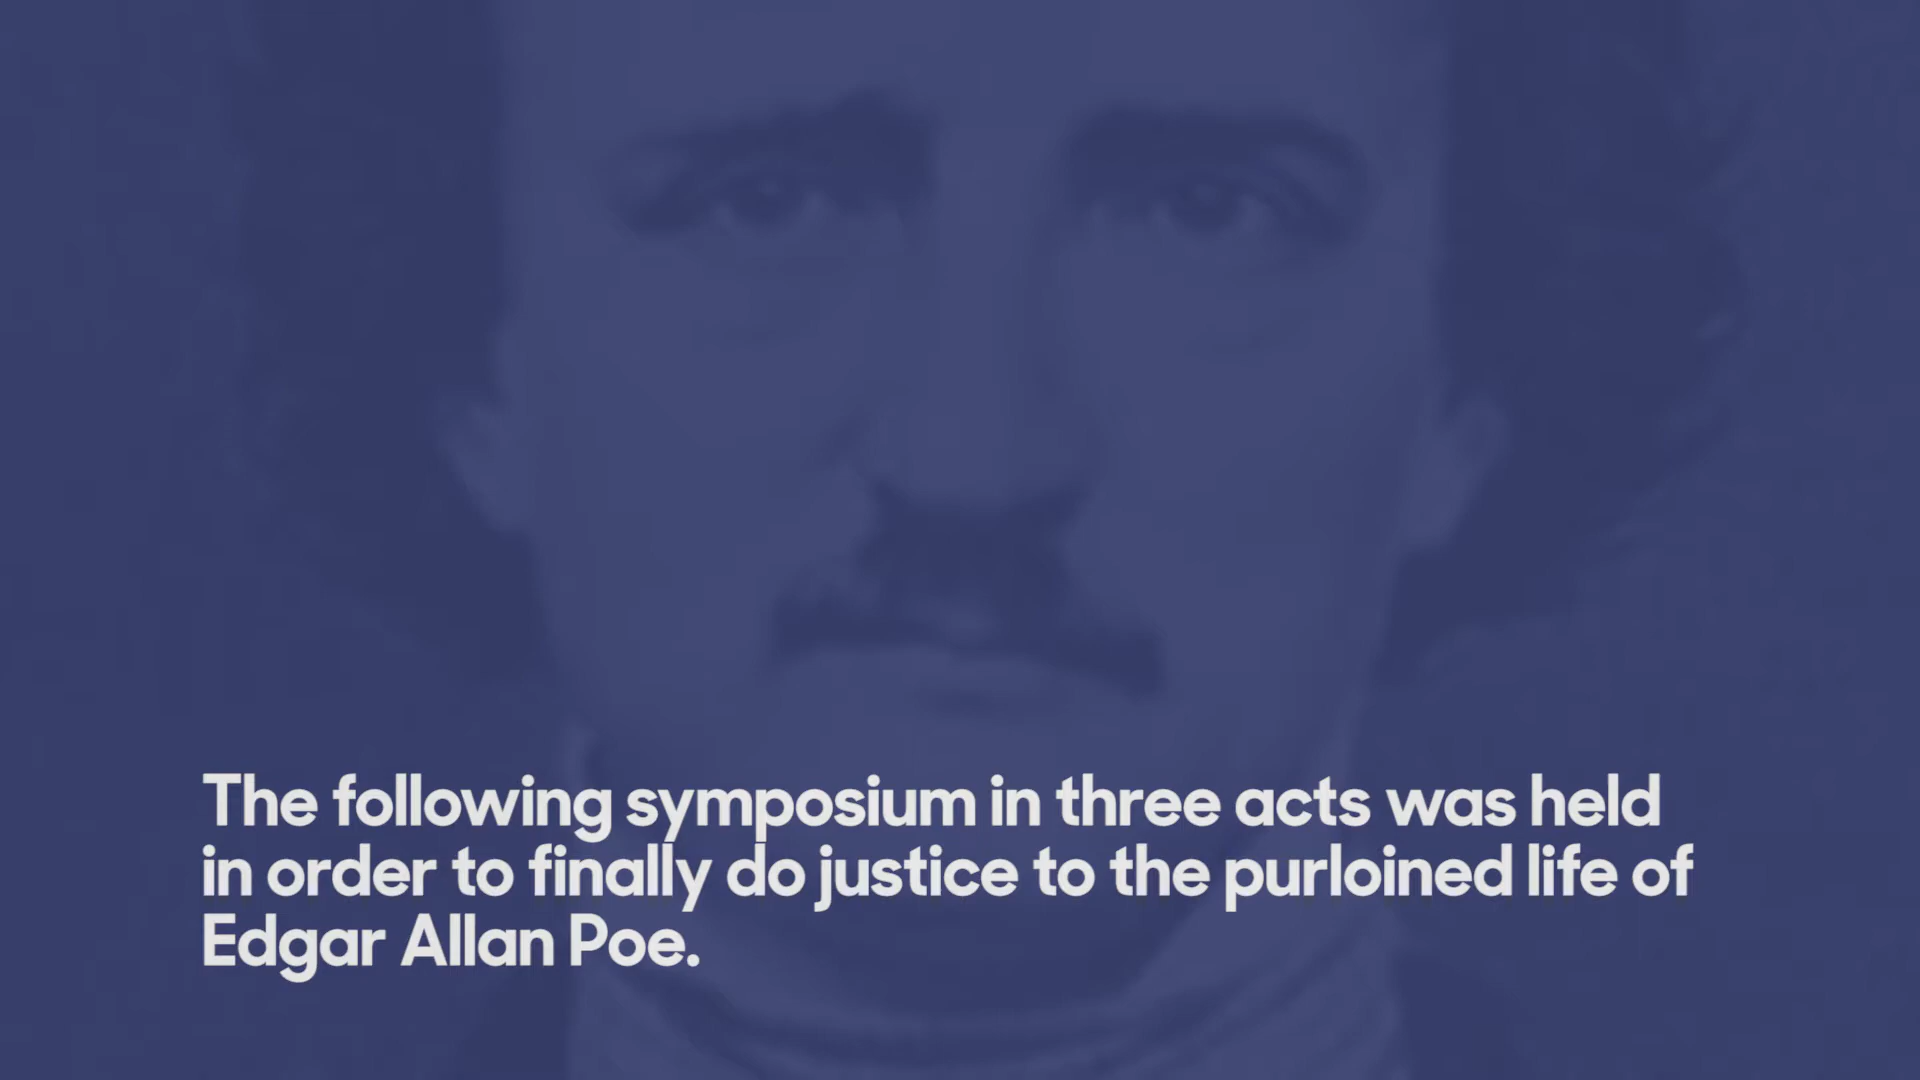 The following symposium in three acts was held
in order to finally do justice to the purloined life of
Edgar Allan Poe.